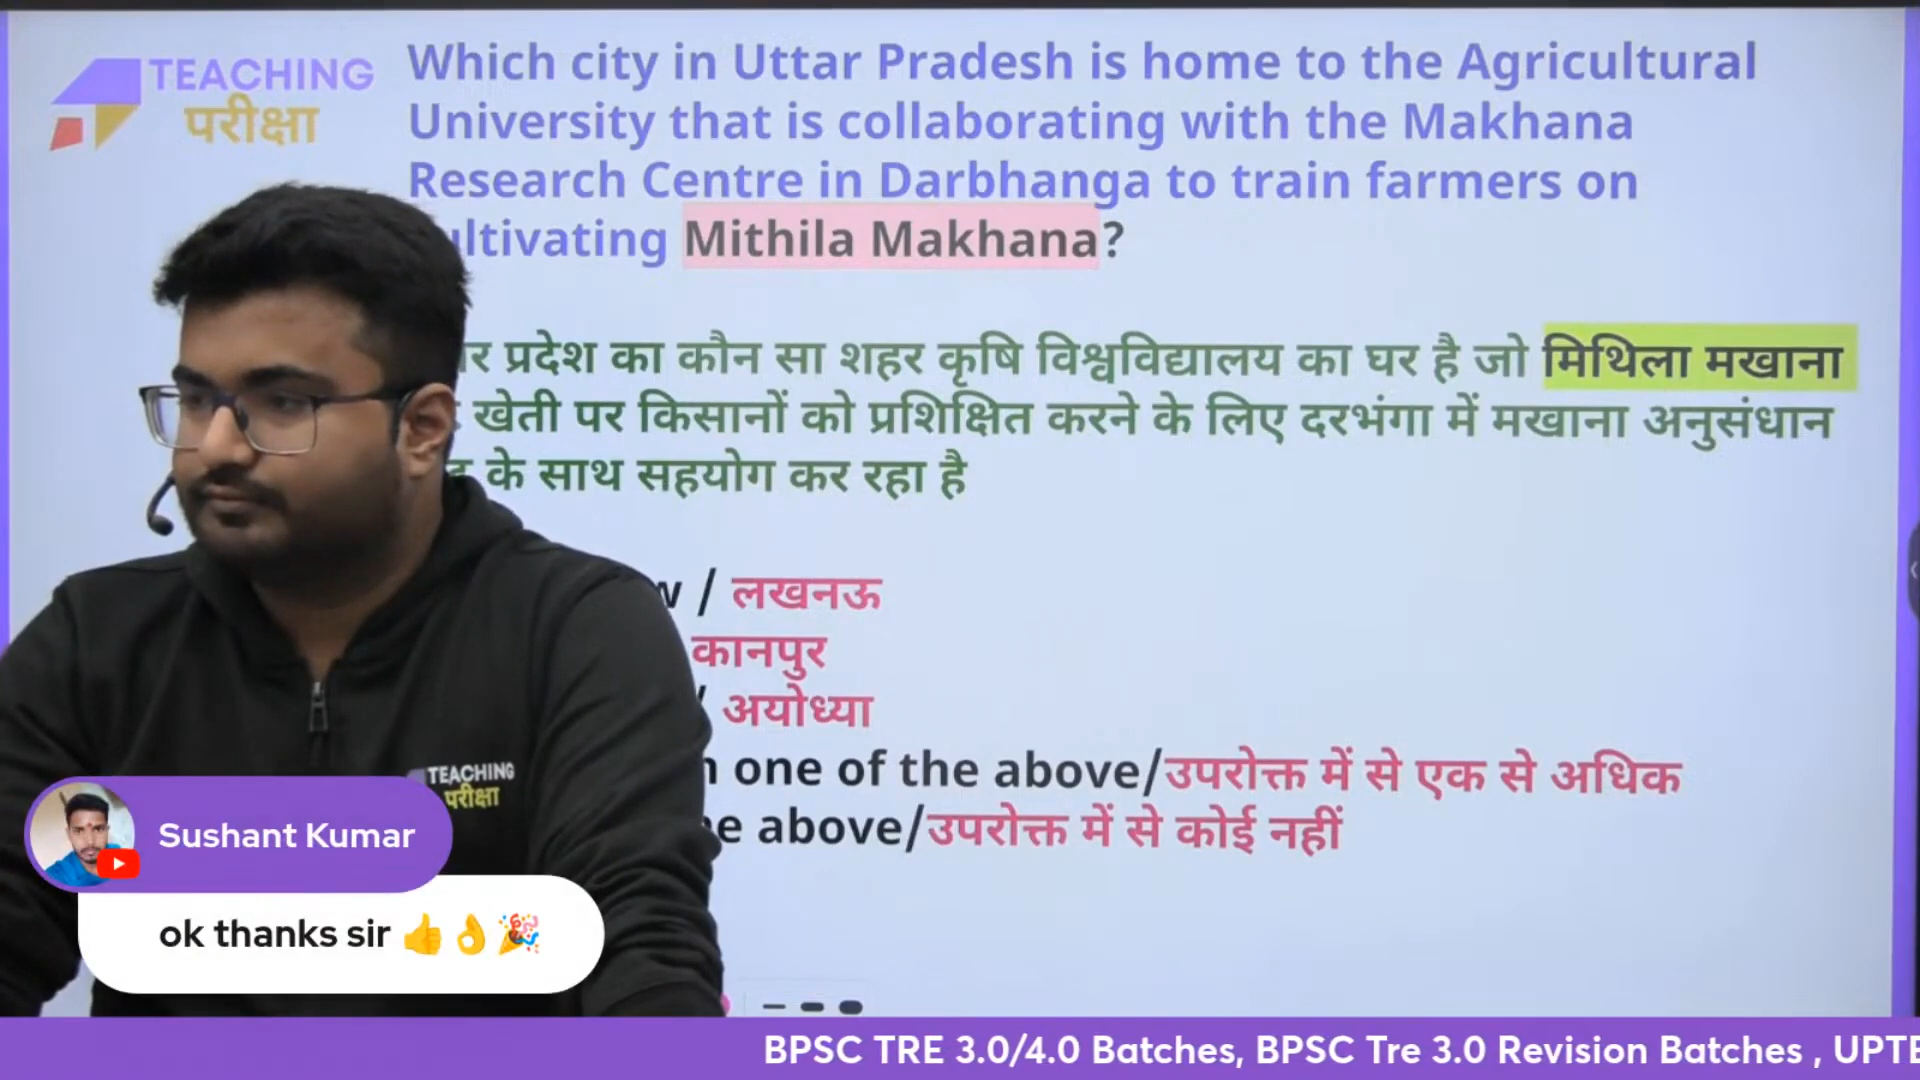 TEACHING
परीक्षा
Which city in Uttar Pradesh is home to the Agricultural
University that is collaborating with the Makhana
Research Centre in Darbhanga to train farmers on
Mithila Makhana?
प्रदेश का कौन सा शहर कृषि विश्वविद्यालय का घर है जो मिथिला मखाना
खेती पर किसानों को प्रशिक्षित करने के लिए दरभंगा में मखाना अनुसंधान
के साथ सहयोग कर रहा है
/ लखनऊ
कानपुर
/ अयोध्या
one of the above/उपरोक्त में से एक से अधिक
above/उपरोक्त में से कोई नहीं
TEACHING
परीक्षा
Sushant Kumar
ok thanks sir 👍👌🎉
BPSC TRE 3.0/4.0 Batches, BPSC Tre 3.0 Revision Batches ,